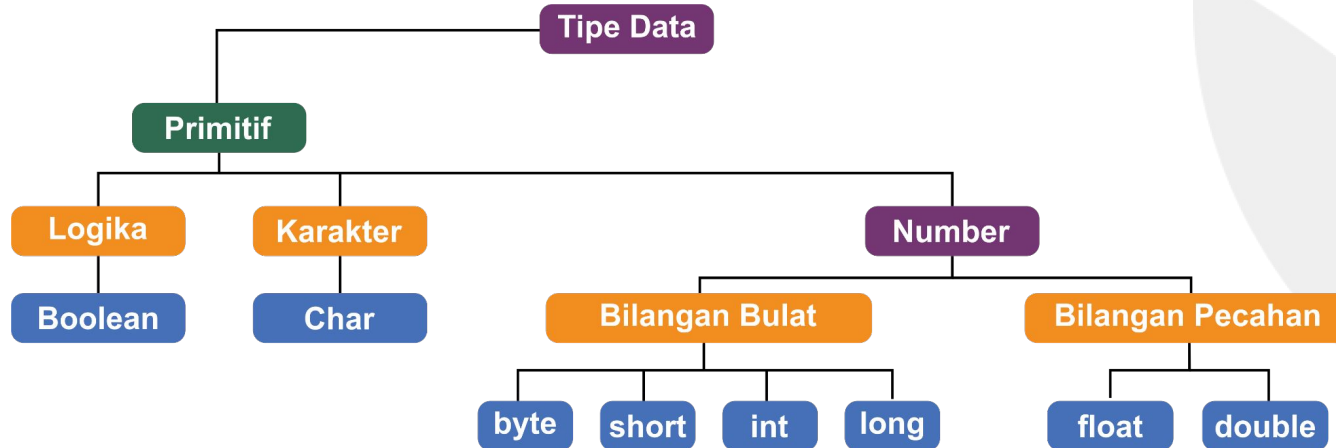 Tipe Data
Primitif
Logika
Karakter
Number
Boolean
Char
Bilangan Bulat
Bilangan Pecahan
byte
short
int
long
float
double